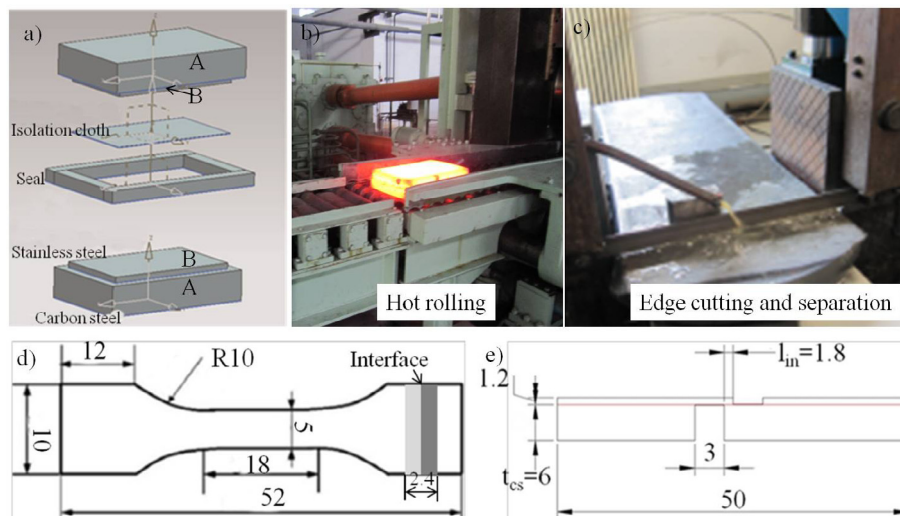 a)
A
B
Isolation cloth
Seal
Stainless steel
B
A
Carbon steel
b)
Hot rolling
c)
Edge cutting and separation
d)
12
R10
Interface
10
5
18
2.4
52
e)
l_in=1.8
1.2
t_cs=6
3
50